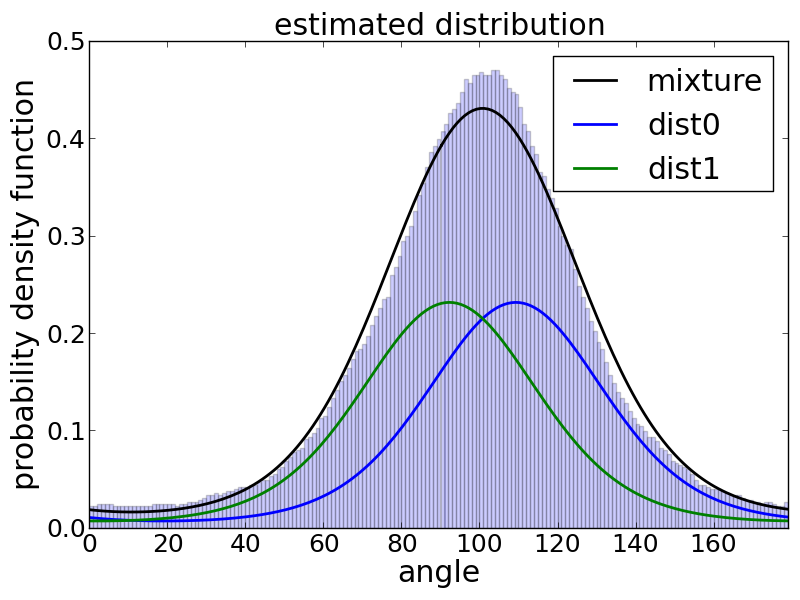 estimated distribution
0.5
0.4
0.3
0.2
0.1
0.0
probability density function
mixture
dist0
dist1
0 20 40 60 80 100 120 140 160
angle